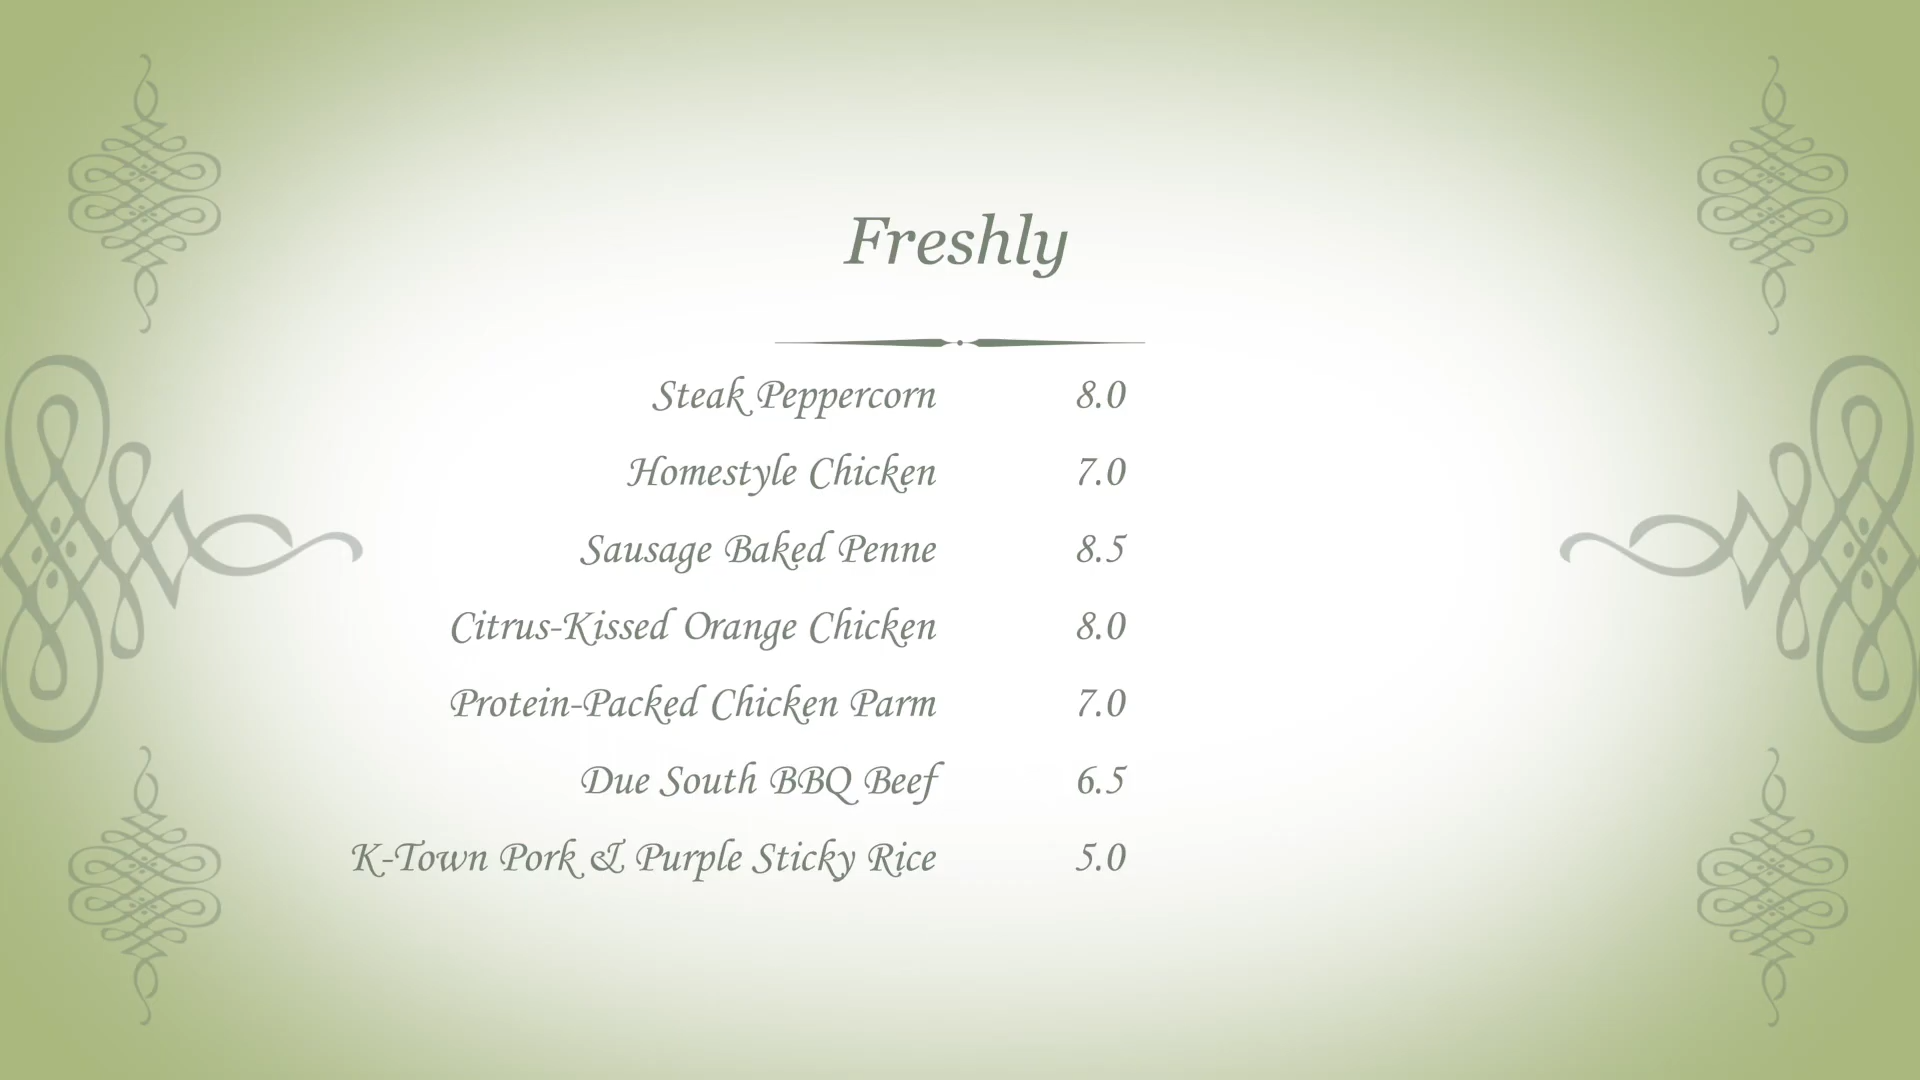 Freshly
Steak Peppercorn 8.0
Homestyle Chicken 7.0
Sausage Baked Penne 8.5
Citrus-Kissed Orange Chicken 8.0
Protein-Packed Chicken Parm 7.0
Due South BBQ Beef 6.5
K-Town Pork & Purple Sticky Rice 5.0